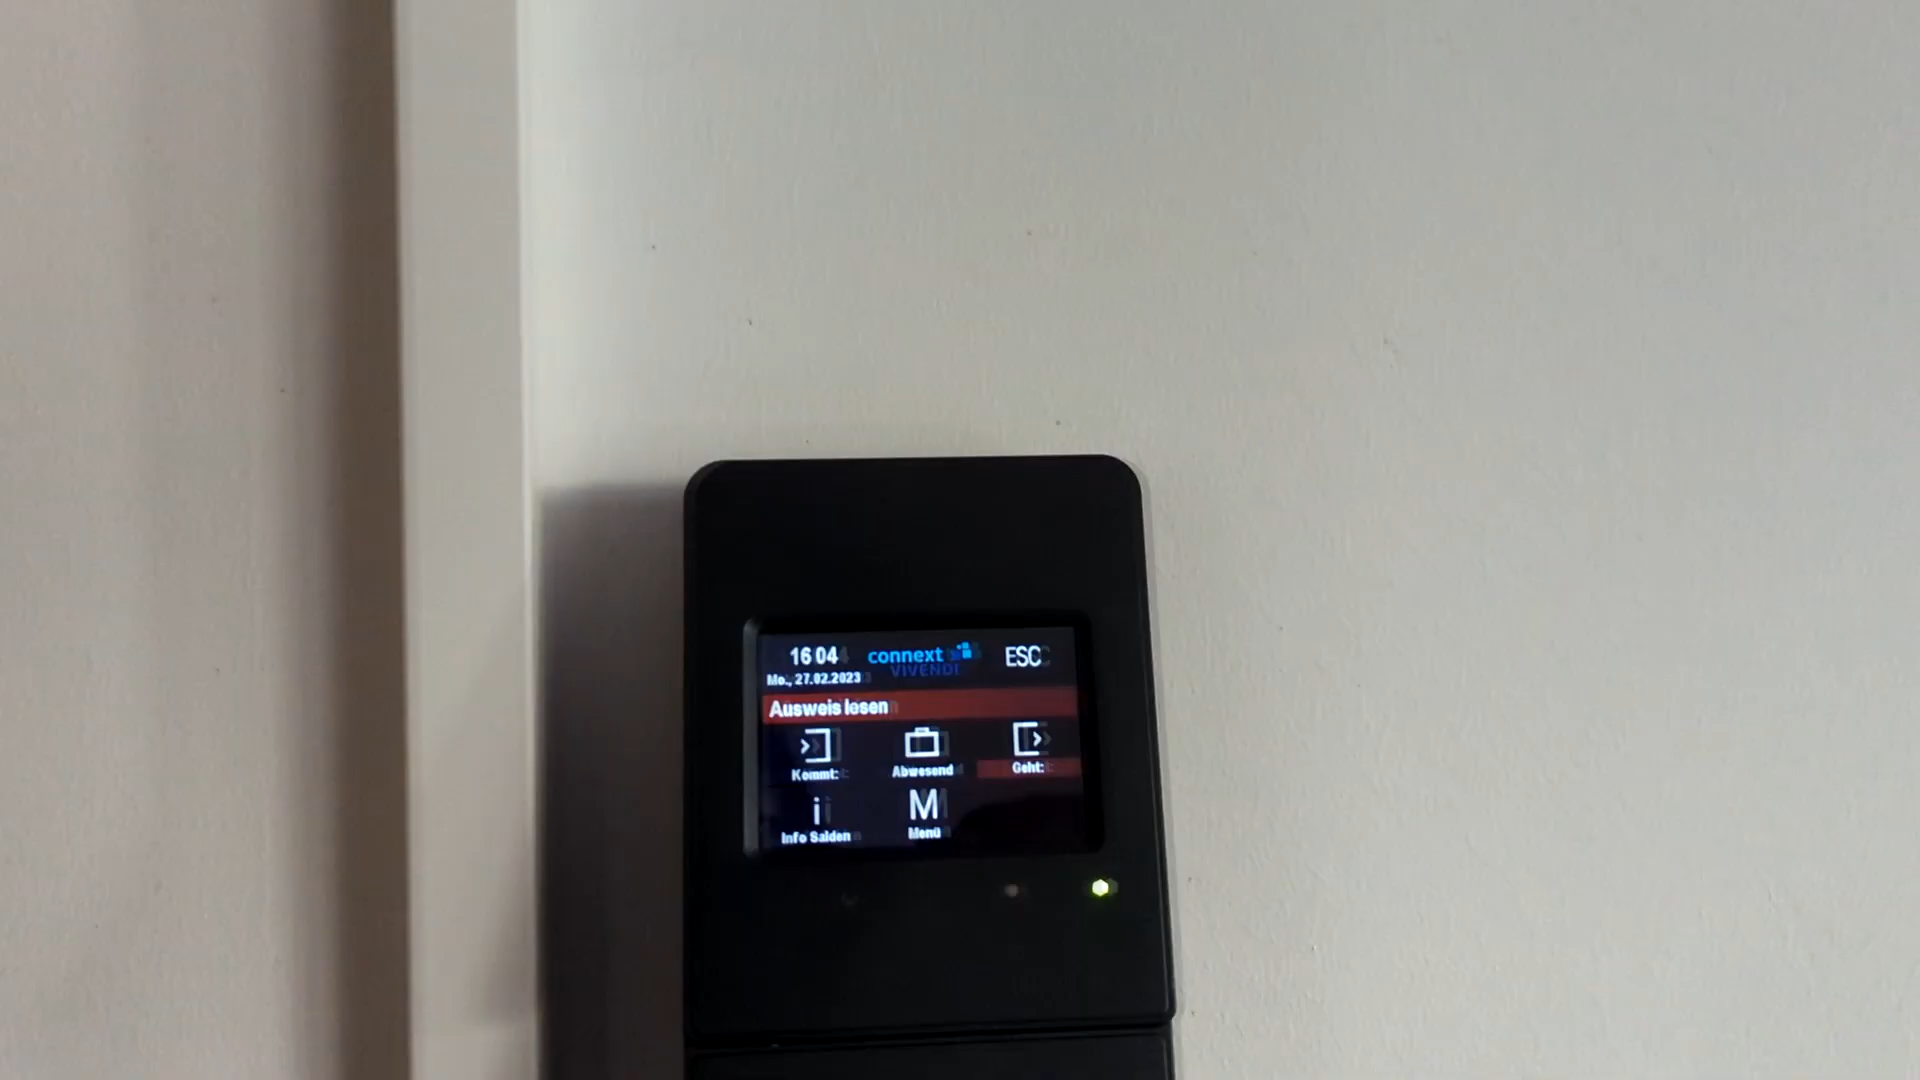 16 04 connext ESC
Mo., 27.02.2023 VIVENDI
Ausweis lesen
Kommt: Abwesend Geht:
i M
Info Salden Menü